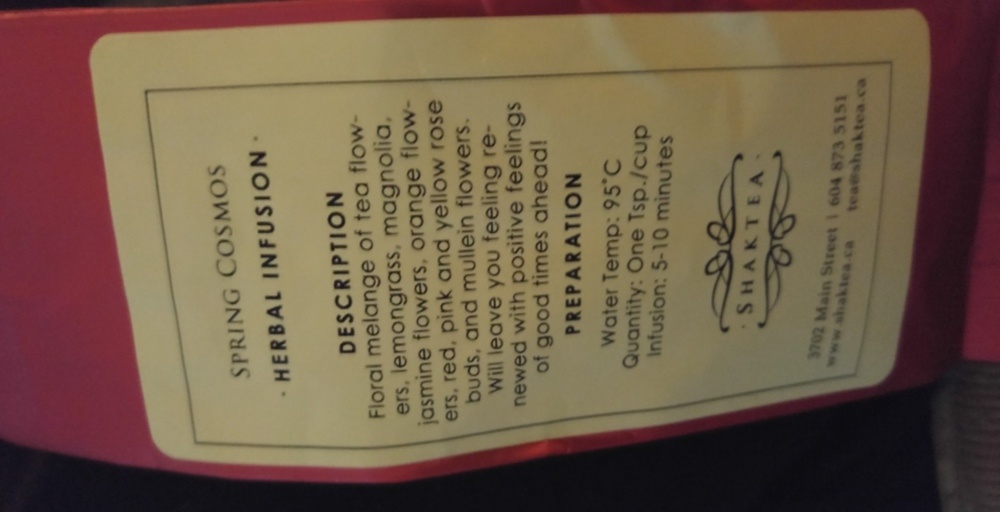 SPRING COSMOS
· HERBAL INFUSION ·
DESCRIPTION
Floral melange of tea flow-
ers, lemongrass, magnolia,
jasmine flowers, orange flow-
ers, red, pink and yellow rose
buds, and mullein flowers.
Will leave you feeling re-
newed with positive feelings
of good times ahead!
PREPARATION
Water Temp: 95°C
Quantity: One Tsp./cup
Infusion: 5-10 minutes
· SHAKTEA ·
3702 Main Street | 604 873 5151
www.shaktea.ca tea@shaktea.ca